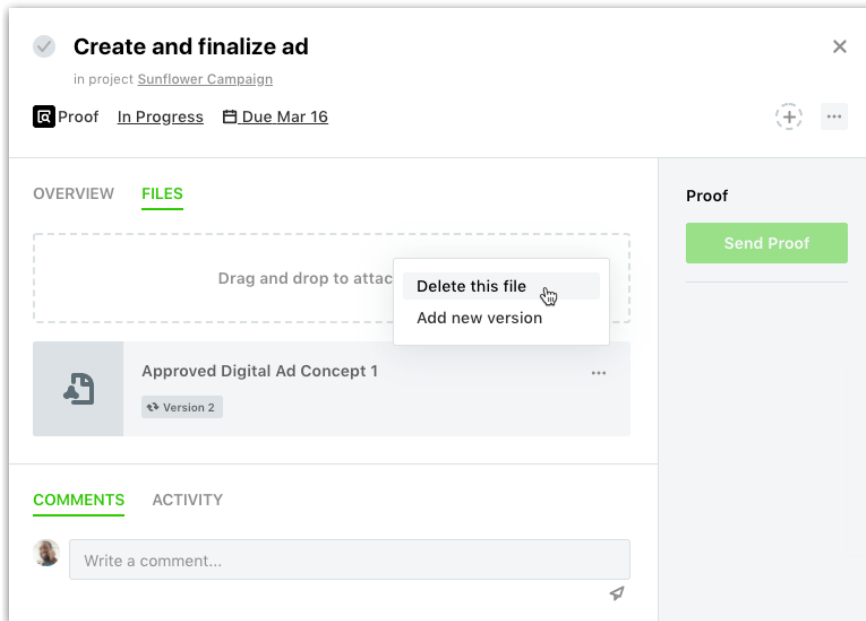 Create and finalize ad
in project Sunflower Campaign
Proof In Progress Due Mar 16
OVERVIEW FILES
Drag and drop to attac
Delete this file
Add new version
Approved Digital Ad Concept 1
Version 2
COMMENTS ACTIVITY
Write a comment...
Proof
Send Proof